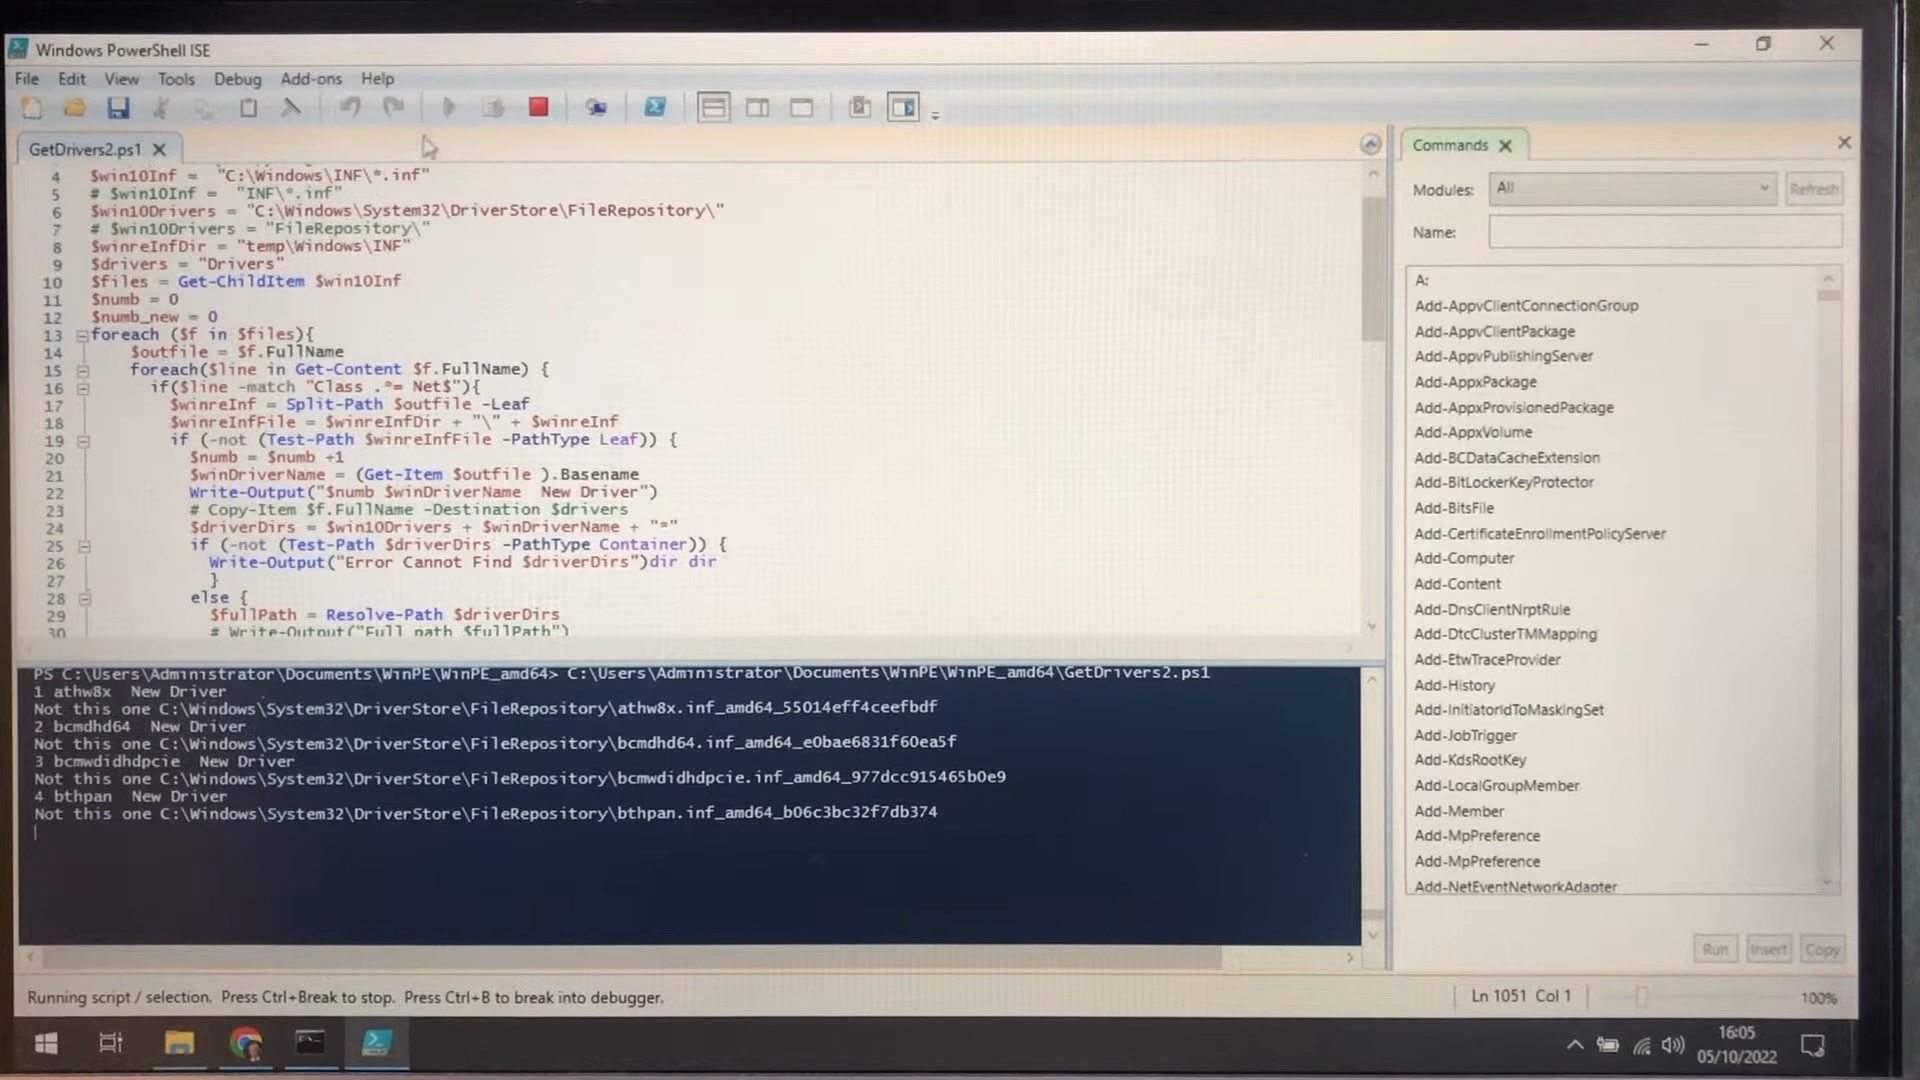 Windows PowerShell ISE
File Edit View Tools Debug Add-ons Help
GetDrivers2.ps1
4 $win10Inf = "C:\Windows\INF\*.inf"
5 # $win10Inf = "INF\*.inf"
6 $win10Drivers = "C:\Windows\System32\DriverStore\FileRepository\"
7 # $win10Drivers = "FileRepository\"
8 $winreInfDir = "temp\Windows\INF"
9 $drivers = "Drivers"
10 $files = Get-ChildItem $win10Inf
11 $numb = 0
12 $numb_new = 0
13 foreach ($f in $files){
14 $outfile = $f.FullName
15 foreach($line in Get-Content $f.FullName) {
16 if($line -match "Class .*= Net$"){
17 $winreInf = Split-Path $outfile -Leaf
18 $winreInfFile = $winreInfDir + "\" + $winreInf
19 if (-not (Test-Path $winreInfFile -PathType Leaf)) {
20 $numb = $numb +1
21 $winDriverName = (Get-Item $outfile ).Basename
22 Write-Output("$numb $winDriverName  New Driver")
23 # Copy-Item $f.FullName -Destination $drivers
24 $driverDirs = $win10Drivers + $winDriverName + "*"
25 if (-not (Test-Path $driverDirs -PathType Container)) {
26 Write-Output("Error Cannot Find $driverDirs")dir dir
27 }
28 else {
29 $fullPath = Resolve-Path $driverDirs
30 # Write-Output("Full path $fullPath")
PS C:\Users\Administrator\Documents\WinPE\WinPE_amd64> C:\Users\Administrator\Documents\WinPE\WinPE_amd64\GetDrivers2.ps1
1 athw8x  New Driver
Not this one C:\Windows\System32\DriverStore\FileRepository\athw8x.inf_amd64_55014eff4ceefbdf
2 bcmdhd64  New Driver
Not this one C:\Windows\System32\DriverStore\FileRepository\bcmdhd64.inf_amd64_e0bae6831f60ea5f
3 bcmwdidhdpcie  New Driver
Not this one C:\Windows\System32\DriverStore\FileRepository\bcmwdidhdpcie.inf_amd64_977dcc915465b0e9
4 bthpan  New Driver
Not this one C:\Windows\System32\DriverStore\FileRepository\bthpan.inf_amd64_b06c3bc32f7db374
Commands
Modules: All Refresh
Name:
A:
Add-AppvClientConnectionGroup
Add-AppvClientPackage
Add-AppvPublishingServer
Add-AppxPackage
Add-AppxProvisionedPackage
Add-AppxVolume
Add-BCDataCacheExtension
Add-BitLockerKeyProtector
Add-BitsFile
Add-CertificateEnrollmentPolicyServer
Add-Computer
Add-Content
Add-DnsClientNrptRule
Add-DtcClusterTMMapping
Add-EtwTraceProvider
Add-History
Add-InitiatorIdToMaskingSet
Add-JobTrigger
Add-KdsRootKey
Add-LocalGroupMember
Add-Member
Add-MpPreference
Add-MpPreference
Add-NetEventNetworkAdapter
Run Insert Copy
Running script / selection. Press Ctrl+Break to stop. Press Ctrl+B to break into debugger.
Ln 1051 Col 1
100%
16:05
05/10/2022